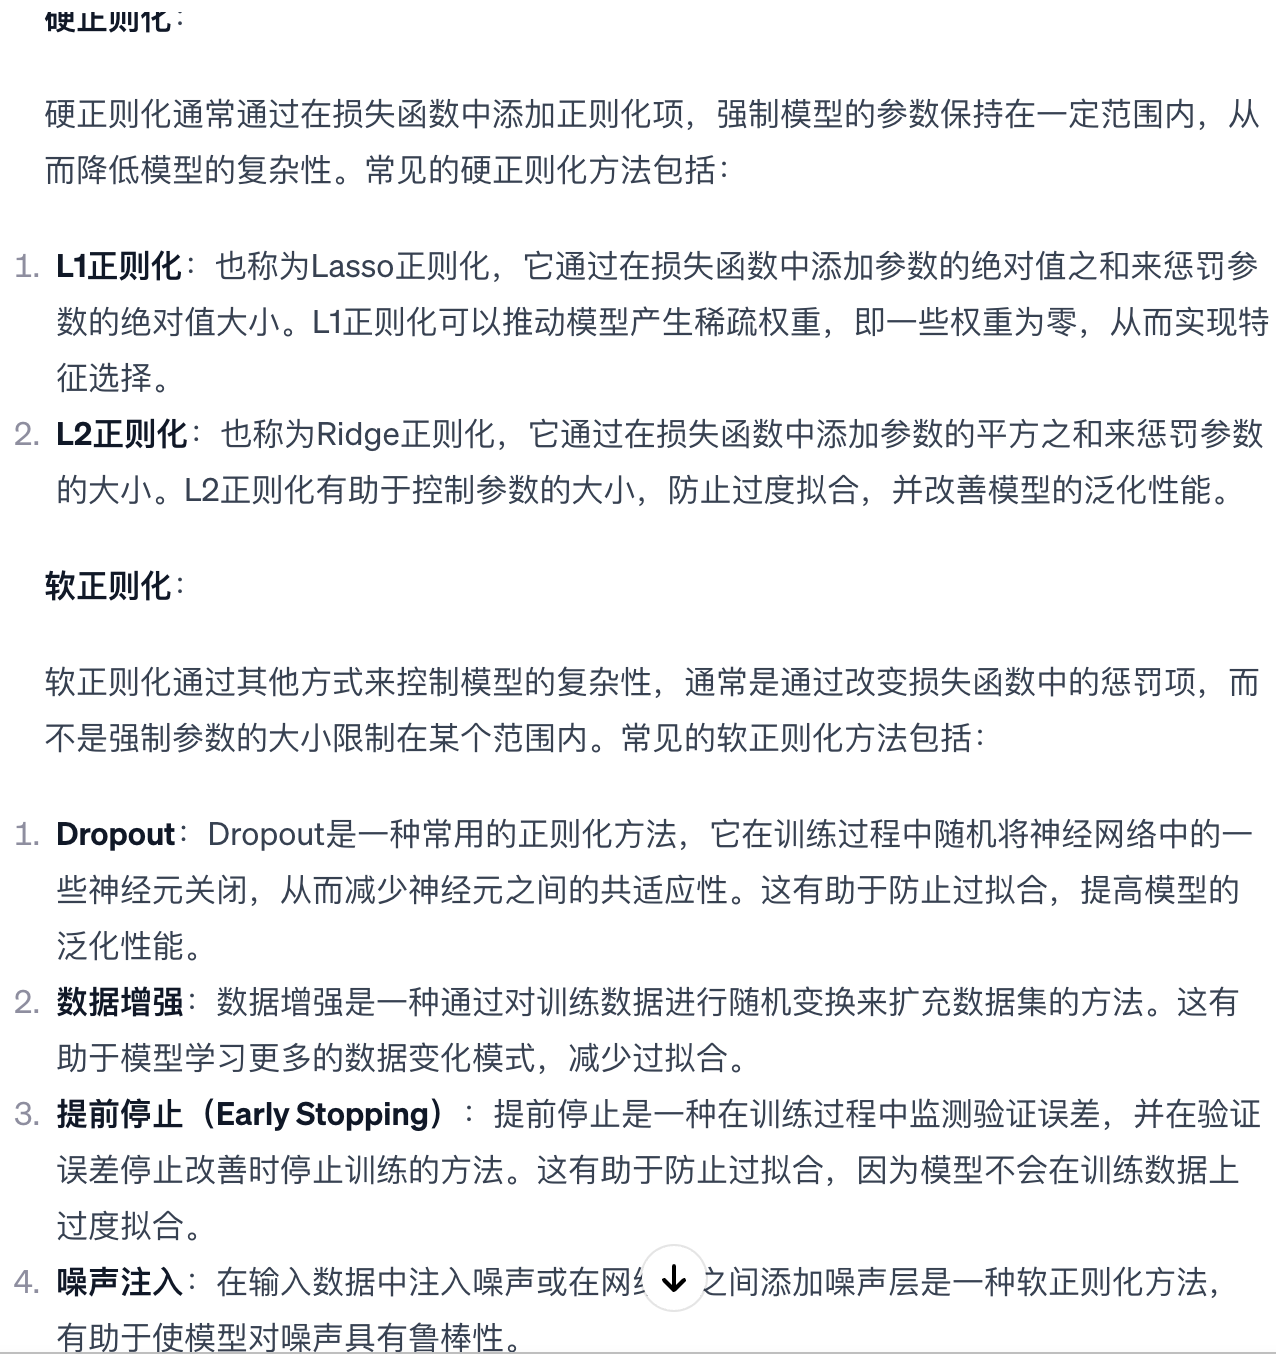 硬正则化：
硬正则化通常通过在损失函数中添加正则化项，强制模型的参数保持在一定范围内，从
而降低模型的复杂性。常见的硬正则化方法包括：
1. L1正则化：也称为Lasso正则化，它通过在损失函数中添加参数的绝对值之和来惩罚参
数的绝对值大小。L1正则化可以推动模型产生稀疏权重，即一些权重为零，从而实现特
征选择。
2. L2正则化：也称为Ridge正则化，它通过在损失函数中添加参数的平方之和来惩罚参数
的大小。L2正则化有助于控制参数的大小，防止过度拟合，并改善模型的泛化性能。
软正则化：
软正则化通过其他方式来控制模型的复杂性，通常是通过改变损失函数中的惩罚项，而
不是强制参数的大小限制在某个范围内。常见的软正则化方法包括：
1. Dropout：Dropout是一种常用的正则化方法，它在训练过程中随机将神经网络中的一
些神经元关闭，从而减少神经元之间的共适应性。这有助于防止过拟合，提高模型的
泛化性能。
2. 数据增强：数据增强是一种通过对训练数据进行随机变换来扩充数据集的方法。这有
助于模型学习更多的数据变化模式，减少过拟合。
3. 提前停止（Early Stopping）：提前停止是一种在训练过程中监测验证误差，并在验证
误差停止改善时停止训练的方法。这有助于防止过拟合，因为模型不会在训练数据上
过度拟合。
4. 噪声注入：在输入数据中注入噪声或在网 之间添加噪声层是一种软正则化方法，
有助于使模型对噪声具有鲁棒性。